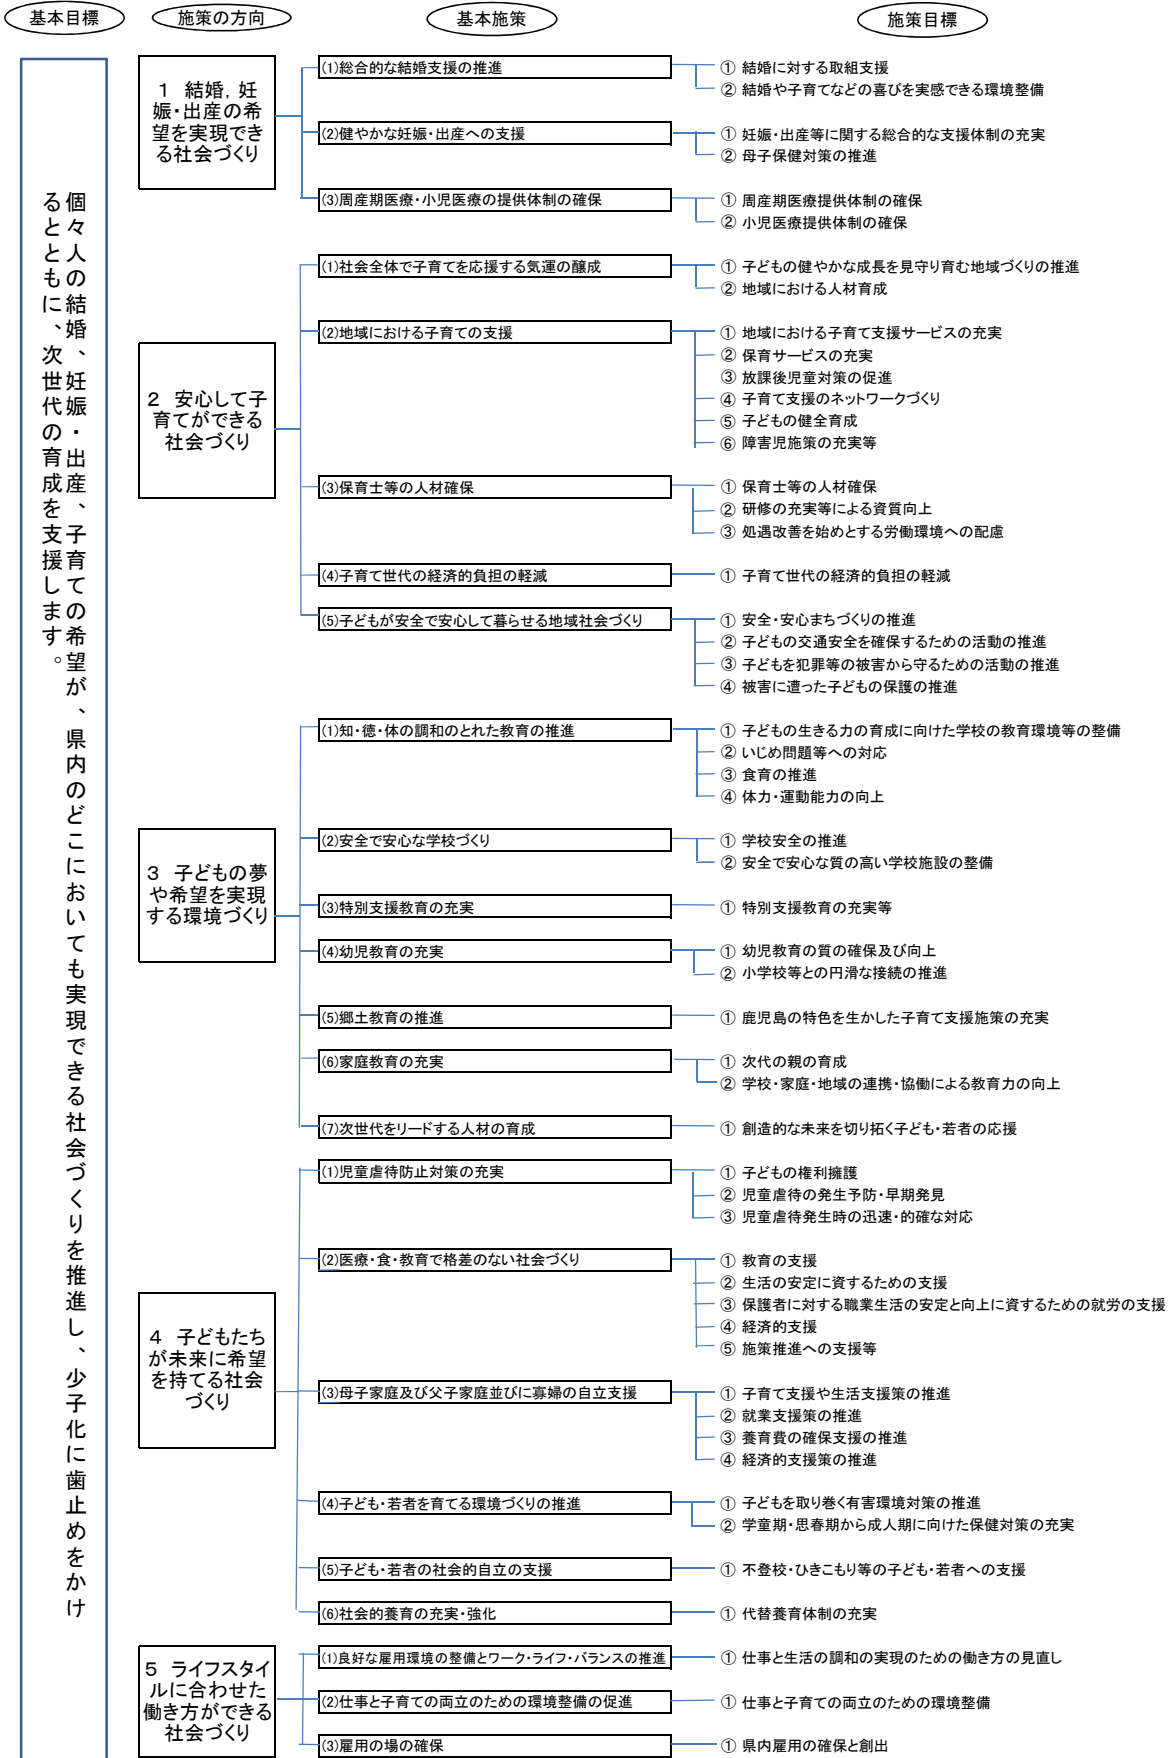 基本目標
施策の方向
基本施策
施策目標
個々人の結婚、妊娠・出産、子育ての希望が、県内のどこにおいても実現できる社会づくりを推進し、少子化に歯止めをかけ
るとともに、次世代の育成を支援します。
1 結婚，妊
娠・出産の希
望を実現でき
る社会づくり
(1)総合的な結婚支援の推進
① 結婚に対する取組支援
② 結婚や子育てなどの喜びを実感できる環境整備
(2)健やかな妊娠・出産への支援
① 妊娠・出産等に関する総合的な支援体制の充実
② 母子保健対策の推進
(3)周産期医療・小児医療の提供体制の確保
① 周産期医療提供体制の確保
② 小児医療提供体制の確保
2 安心して子
育てができる
社会づくり
(1)社会全体で子育てを応援する気運の醸成
① 子どもの健やかな成長を見守り育む地域づくりの推進
② 地域における人材育成
(2)地域における子育ての支援
① 地域における子育て支援サービスの充実
② 保育サービスの充実
③ 放課後児童対策の促進
④ 子育て支援のネットワークづくり
⑤ 子どもの健全育成
⑥ 障害児施策の充実等
(3)保育士等の人材確保
① 保育士等の人材確保
② 研修の充実等による資質向上
③ 処遇改善を始めとする労働環境への配慮
(4)子育て世代の経済的負担の軽減
① 子育て世代の経済的負担の軽減
(5)子どもが安全で安心して暮らせる地域社会づくり
① 安全・安心まちづくりの推進
② 子どもの交通安全を確保するための活動の推進
③ 子どもを犯罪等の被害から守るための活動の推進
④ 被害に遭った子どもの保護の推進
3 子どもの夢
や希望を実現
する環境づくり
(1)知・徳・体の調和のとれた教育の推進
① 子どもの生きる力の育成に向けた学校の教育環境等の整備
② いじめ問題等への対応
③ 食育の推進
④ 体力・運動能力の向上
(2)安全で安心な学校づくり
① 学校安全の推進
② 安全で安心な質の高い学校施設の整備
(3)特別支援教育の充実
① 特別支援教育の充実等
(4)幼児教育の充実
① 幼児教育の質の確保及び向上
② 小学校等との円滑な接続の推進
(5)郷土教育の推進
① 鹿児島の特色を生かした子育て支援施策の充実
(6)家庭教育の充実
① 次代の親の育成
② 学校・家庭・地域の連携・協働による教育力の向上
(7)次世代をリードする人材の育成
① 創造的な未来を切り拓く子ども・若者の応援
4 子どもたち
が未来に希望
を持てる社会
づくり
(1)児童虐待防止対策の充実
① 子どもの権利擁護
② 児童虐待の発生予防・早期発見
③ 児童虐待発生時の迅速・的確な対応
(2)医療・食・教育で格差のない社会づくり
① 教育の支援
② 生活の安定に資するための支援
③ 保護者に対する職業生活の安定と向上に資するための就労の支援
④ 経済的支援
⑤ 施策推進への支援等
(3)母子家庭及び父子家庭並びに寡婦の自立支援
① 子育て支援や生活支援策の推進
② 就業支援策の推進
③ 養育費の確保支援の推進
④ 経済的支援策の推進
(4)子ども・若者を育てる環境づくりの推進
① 子どもを取り巻く有害環境対策の推進
② 学童期・思春期から成人期に向けた保健対策の充実
(5)子ども・若者の社会的自立の支援
① 不登校・ひきこもり等の子ども・若者への支援
(6)社会的養育の充実・強化
① 代替養育体制の充実
5 ライフスタイ
ルに合わせた
働き方ができる
社会づくり
(1)良好な雇用環境の整備とワーク・ライフ・バランスの推進
① 仕事と生活の調和の実現のための働き方の見直し
(2)仕事と子育ての両立のための環境整備の促進
① 仕事と子育ての両立のための環境整備
(3)雇用の場の確保
① 県内雇用の確保と創出